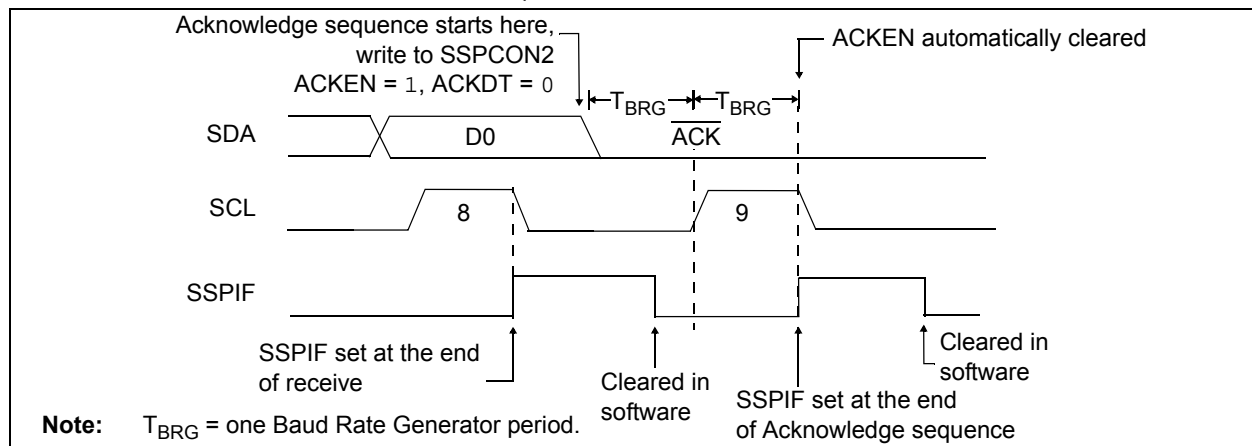 Acknowledge sequence starts here,
write to SSPCON2
ACKEN = 1, ACKDT = 0
ACKEN automatically cleared
TBRG
TBRG
SDA
D0
ACK
SCL
8
9
SSPIF
SSPIF set at the end
of receive
Cleared in
software
SSPIF set at the end
of Acknowledge sequence
Cleared in
software
Note: TBRG = one Baud Rate Generator period.